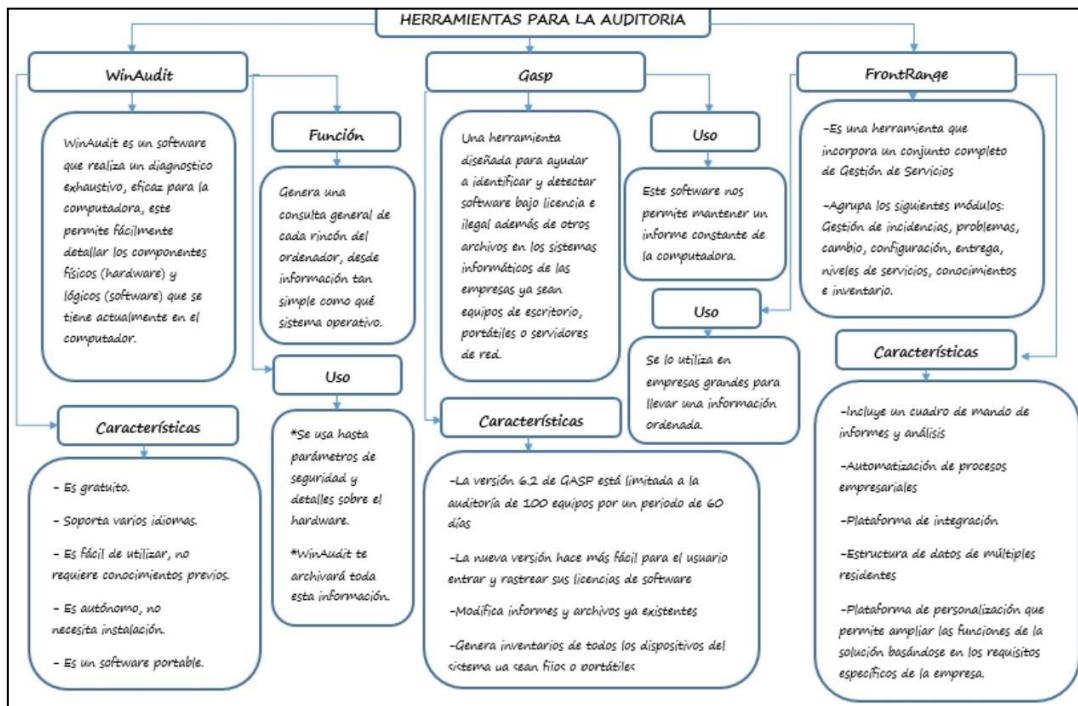 HERRAMIENTAS PARA LA AUDITORIA
WinAudit
WinAudit es un software
que realiza un diagnostico
exhaustivo, eficaz para la
computadora, este
permite fácilmente
detallar los componentes
físicos (hardware) y
lógicos (software) que se
tiene actualmente en el
computador.
Función
Genera una
consulta general de
cada rincón del
ordenador, desde
información tan
simple como qué
sistema operativo.
Uso
*Se usa hasta
parámetros de
seguridad y
detalles sobre el
hardware.
*WinAudit te
archivará toda
esta información.
Característicos
- Es gratuito.
- Soporta varios idiomas.
- Es fácil de utilizar, no
requiere conocimientos previos.
- Es autónomo, no
necesita instalación.
- Es un software portable.
Gasp
Una herramienta
diseñada para ayudar
a identificar y detectar
software bajo licencia e
ilegal además de otros
archivos en los sistemas
informáticos de las
empresas ya sean
equipos de escritorio,
portátiles o servidores
de red.
Uso
Este software nos
permite mantener un
informe constante de
la computadora.
Característicos
-La versión 6.2 de GASP está limitada a la
auditoría de 100 equipos por un periodo de 60
días
-La nueva versión hace más fácil para el usuario
entrar y rastrear sus licencias de software
-Modifica informes y archivos ya existentes
-Genera inventarios de todos los dispositivos del
sistema ya sean fijos o portátiles
FrontRange
-Es una herramienta que
incorpora un conjunto completo
de Gestión de Servicios
-Agrupa los siguientes módulos:
Gestión de incidencias, problemas,
cambio, configuración, entrega,
niveles de servicios, conocimientos
e inventario.
Uso
Se lo utiliza en
empresas grandes para
llevar una información
ordenada.
Característicos
-Incluye un cuadro de mando de
informes y análisis
-Automatización de procesos
empresariales
-Plataforma de integración
-Estructura de datos de múltiples
residentes
-Plataforma de personalización que
permite ampliar las funciones de la
solución basándose en los requisitos
específicos de la empresa.